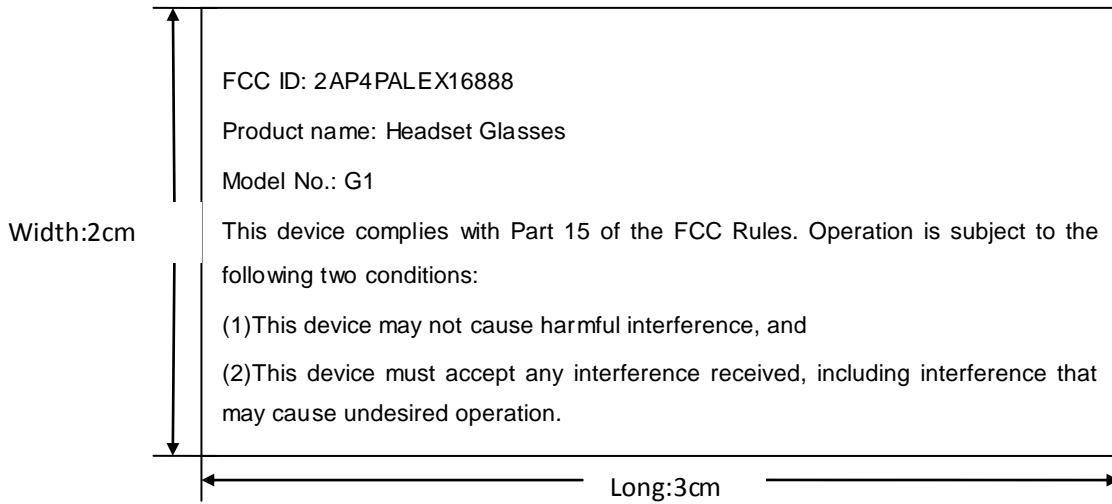 FCC ID: 2AP4PALEX16888
Product name: Headset Glasses
Model No.: G1
Width:2cm
This device complies with Part 15 of the FCC Rules. Operation is subject to the
following two conditions:
(1)This device may not cause harmful interference, and
(2)This device must accept any interference received, including interference that
may cause undesired operation.
Long:3cm